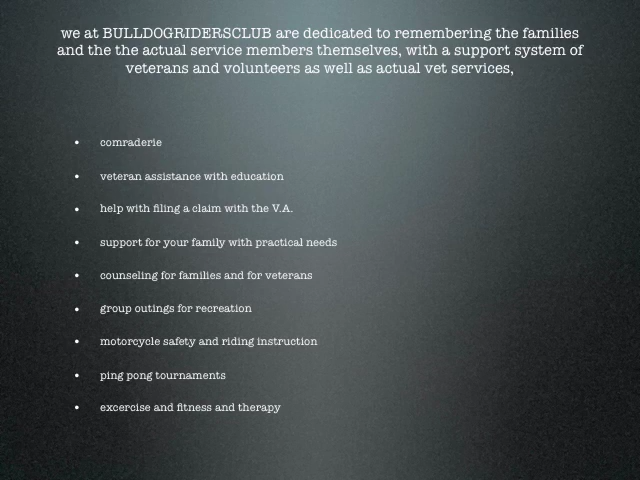 we at BULLDOGRIDERSCLUB are dedicated to remembering the families
and the the actual service members themselves, with a support system of
veterans and volunteers as well as actual vet services,
• comraderie
• veteran assistance with education
• help with filing a claim with the V.A.
• support for your family with practical needs
• counseling for families and for veterans
• group outings for recreation
• motorcycle safety and riding instruction
• ping pong tournaments
• excercise and fitness and therapy